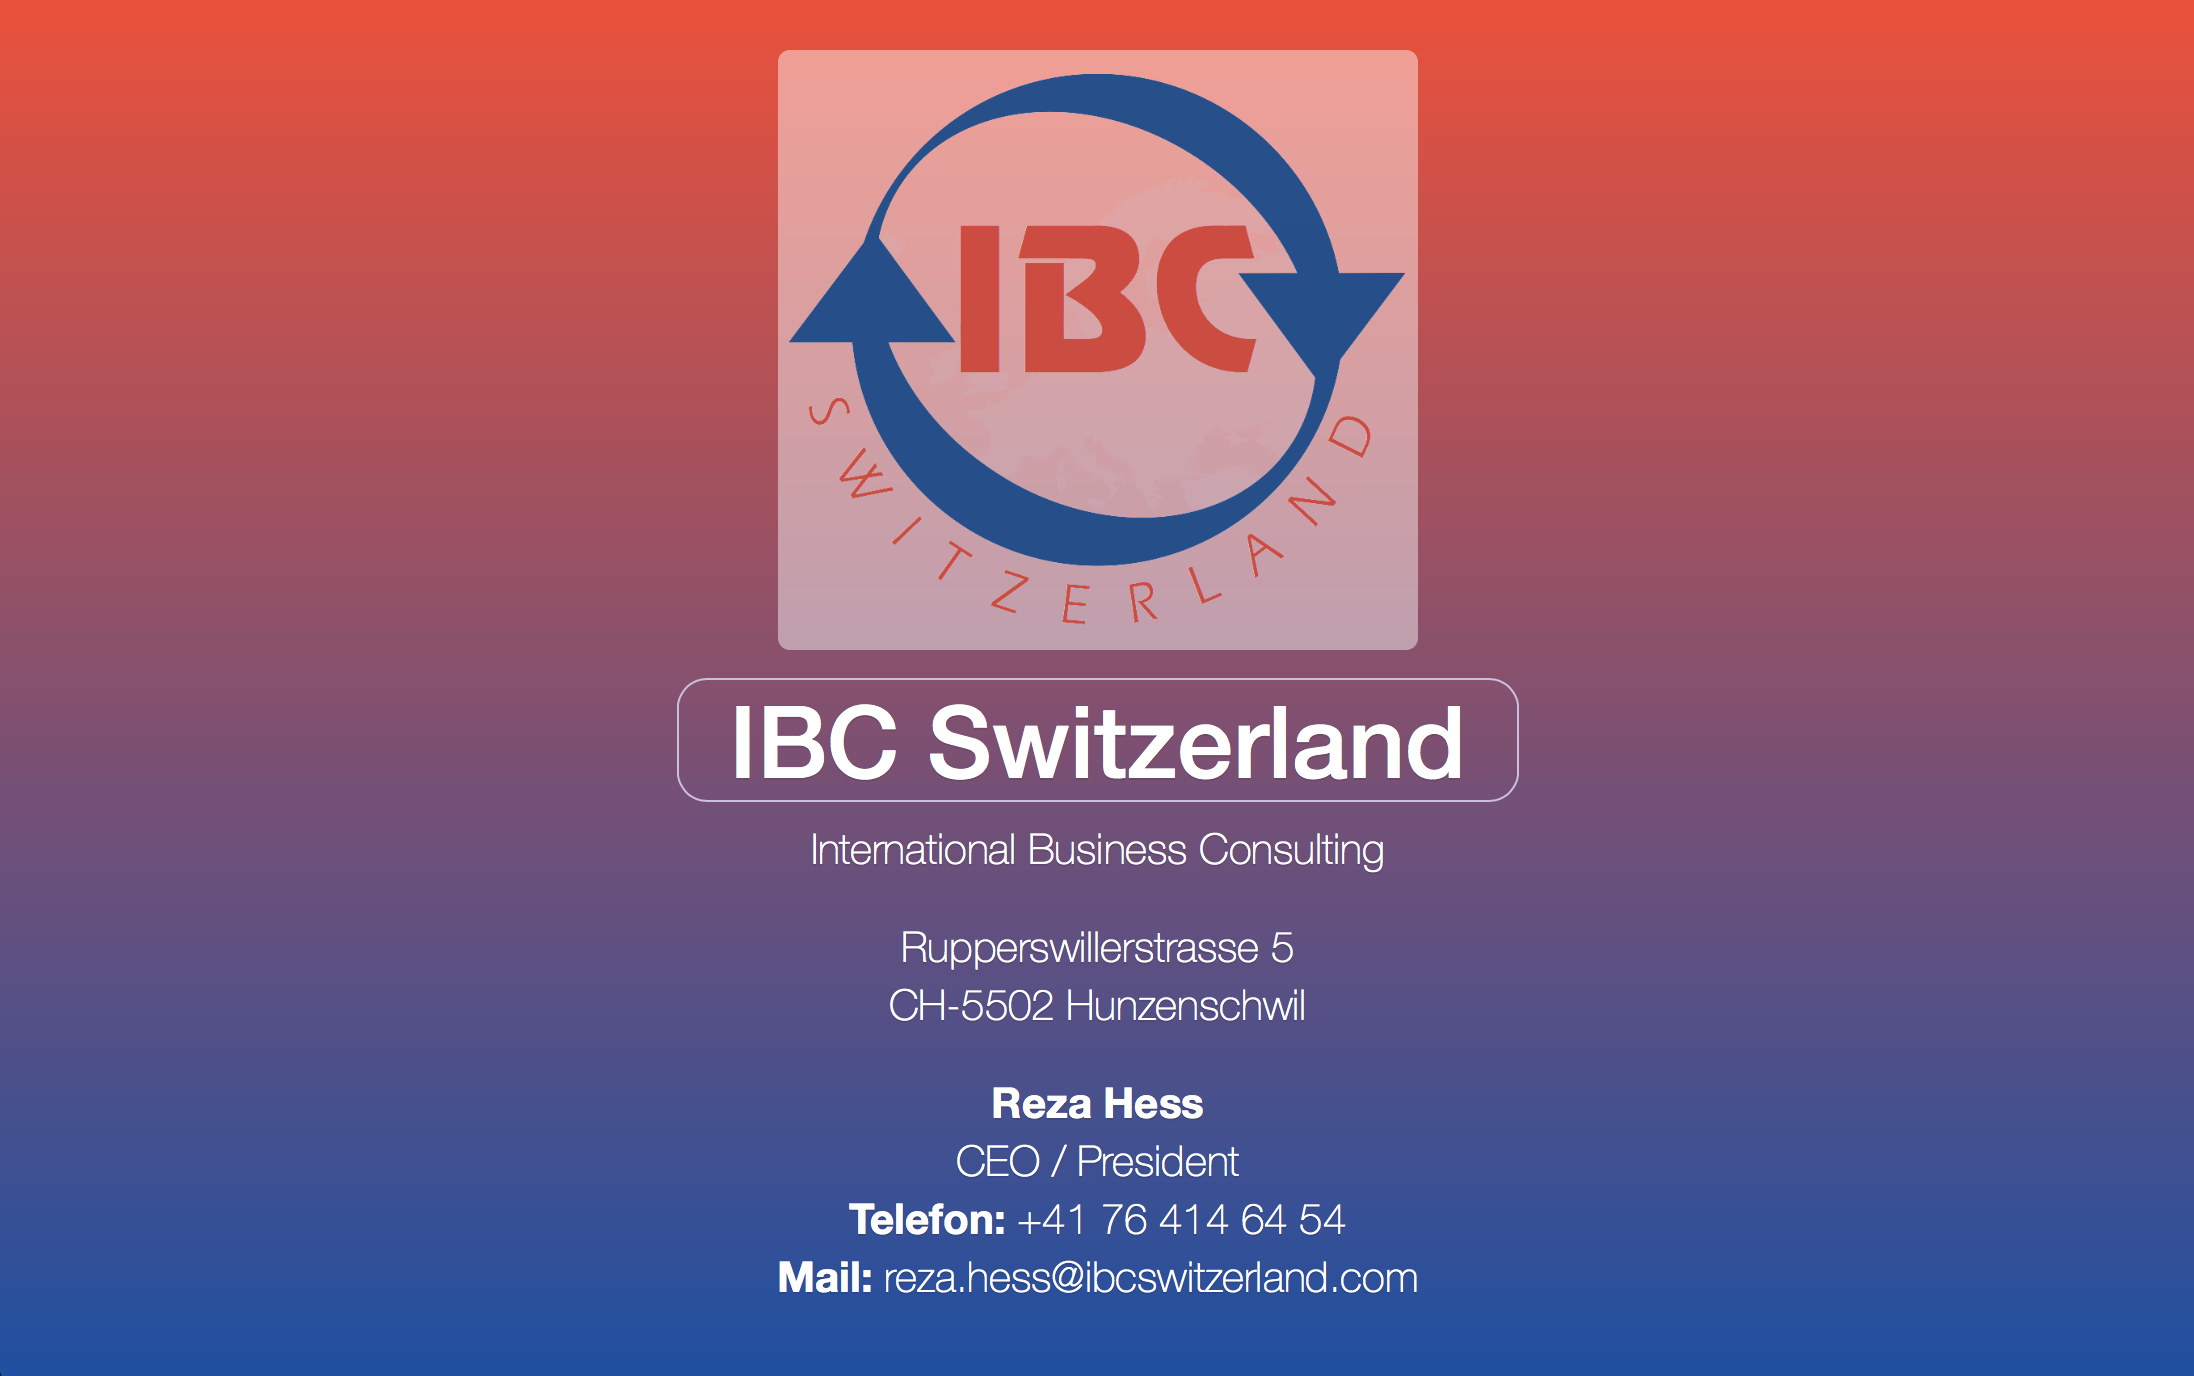 IBC
SWITZERLAND
IBC Switzerland
International Business Consulting
Rupperswillerstrasse 5
CH-5502 Hunzenschwil
Reza Hess
CEO / President
Telefon: +41 76 414 64 54
Mail: reza.hess@ibcswitzerland.com